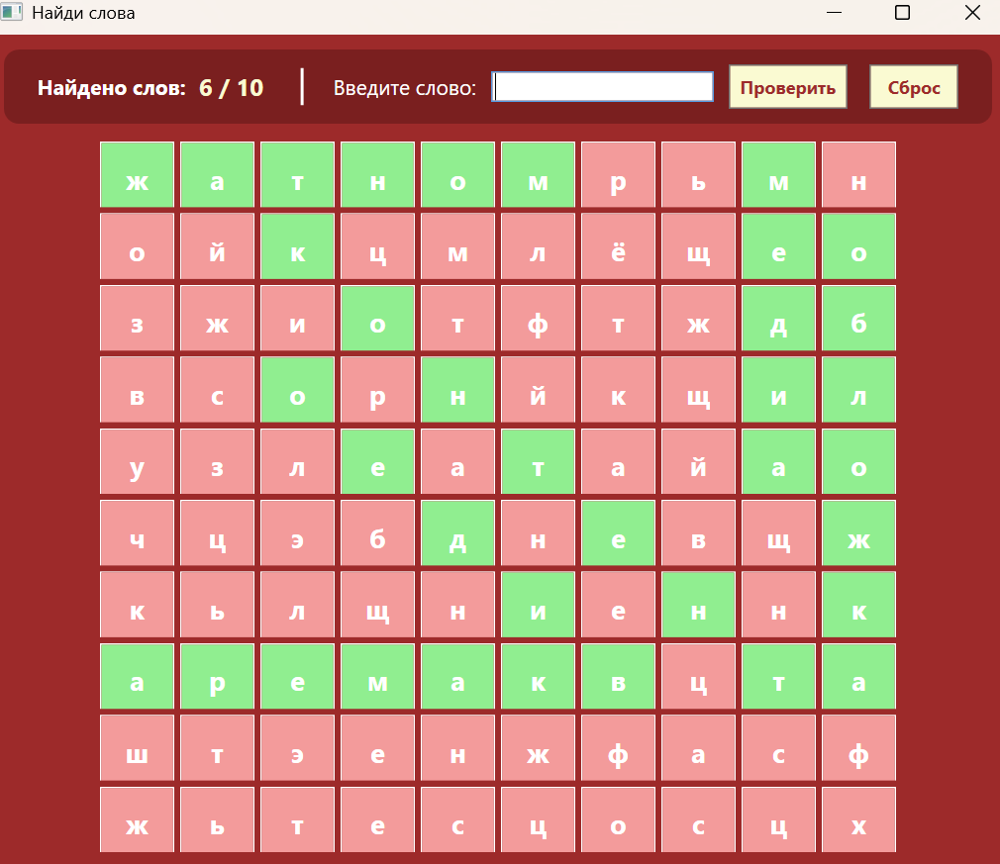 Найди слова
Найдено слов: 6 / 10 Введите слово: Проверить Сброс
ж а т н о м р ь м н
о й к ц м л ё щ е о
з ж и о т ф т ж д б
в с о р н й к щ и л
у з л е а т а й а о
ч ц э б д н е в щ ж
к ь л щ н и е н н к
а р е м а к в ц т а
ш т э е н ж ф а с ф
ж ь т е с ц о с ц х